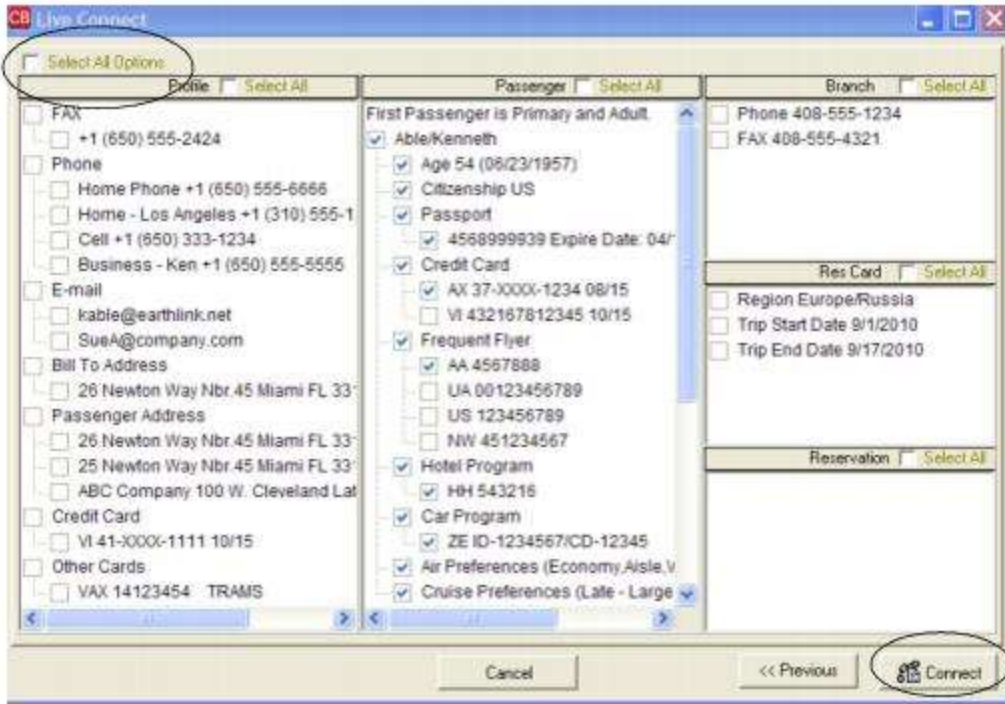 CB Live Connect
Select All Options
Profile Select All
FAX
+1 (650) 555-2424
Phone
Home Phone +1 (650) 555-6666
Home - Los Angeles +1 (310) 555-1
Cell +1 (650) 333-1234
Business - Ken +1 (650) 555-5555
E-mail
kable@earthlink.net
SueA@company.com
Bill To Address
26 Newton Way Nbr.45 Miami FL 331
Passenger Address
26 Newton Way Nbr.45 Miami FL 331
25 Newton Way Nbr.45 Miami FL 331
ABC Company 100 W. Cleveland Lat
Credit Card
VI 41-XXXX-1111 10/15
Other Cards
VAX 14123454 TRAMS
Passenger Select All
First Passenger is Primary and Adult.
Able/Kenneth
Age 54 (06/23/1957)
Citizenship US
Passport
4568999939 Expire Date: 04/
Credit Card
AX 37-XXXX-1234 08/15
VI 432167812345 10/15
Frequent Flyer
AA 4567888
UA 00123456789
US 123456789
NW 451234567
Hotel Program
HH 543216
Car Program
ZE ID-1234567/CD-12345
Air Preferences (Economy,Aisle,V
Cruise Preferences (Late - Large
Branch Select All
Phone 408-555-1234
FAX 408-555-4321
Res Card Select All
Region Europe/Russia
Trip Start Date 9/1/2010
Trip End Date 9/17/2010
Reservation Select All
Cancel
<< Previous
Connect